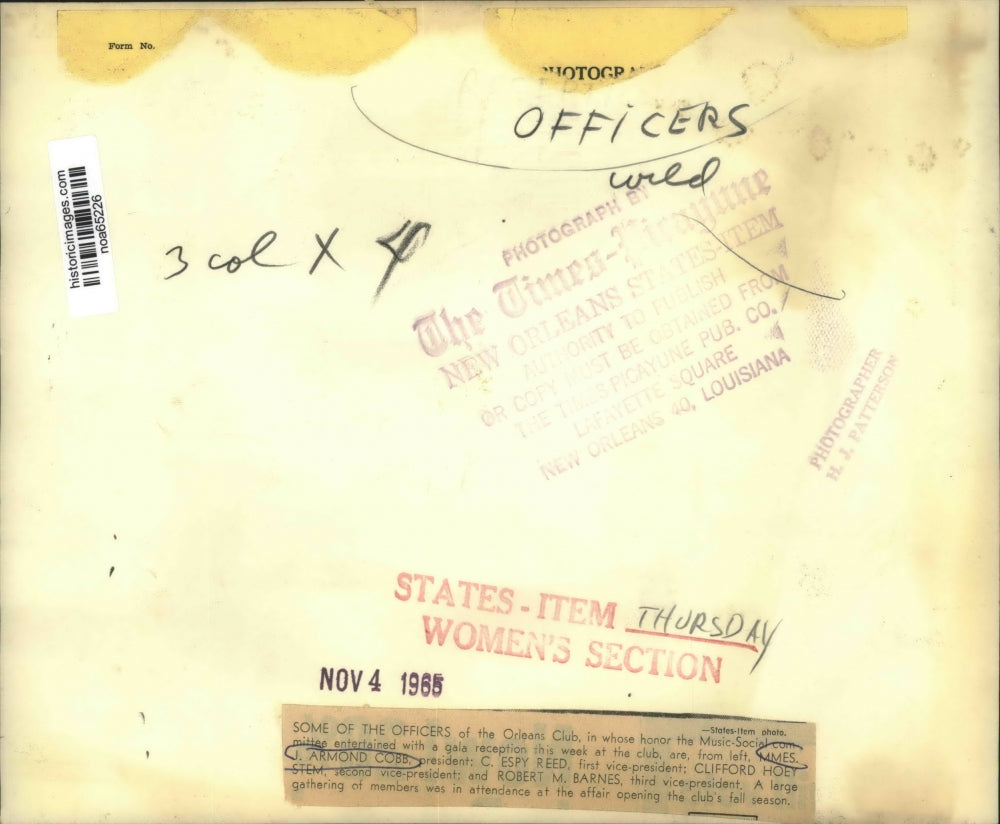 Form No.
PHOTOGRA
OFFICERS
wild
3 col X 4
historicimages.com
noa65226
PHOTOGRAPH BY
The Times-Picayune
NEW ORLEANS STATES-ITEM
AUTHORITY TO PUBLISH
OR COPY MUST BE OBTAINED FROM
THE TIMES-PICAYUNE PUB. CO.
LAFAYETTE SQUARE
NEW ORLEANS 40, LOUISIANA
PHOTOGRAPHER
H. J. PATTERSON
STATES-ITEM THURSDAY
WOMEN'S SECTION
NOV 4 1965
—States-Item photo.
SOME OF THE OFFICERS of the Orleans Club, in whose honor the Music-Social com-
mittee entertained with a gala reception this week at the club, are, from left, MMES.
J. ARMOND COBB, president; C. ESPY REED, first vice-president; CLIFFORD HOEY
STEM, second vice-president; and ROBERT M. BARNES, third vice-president. A large
gathering of members was in attendance at the affair opening the club's fall season.